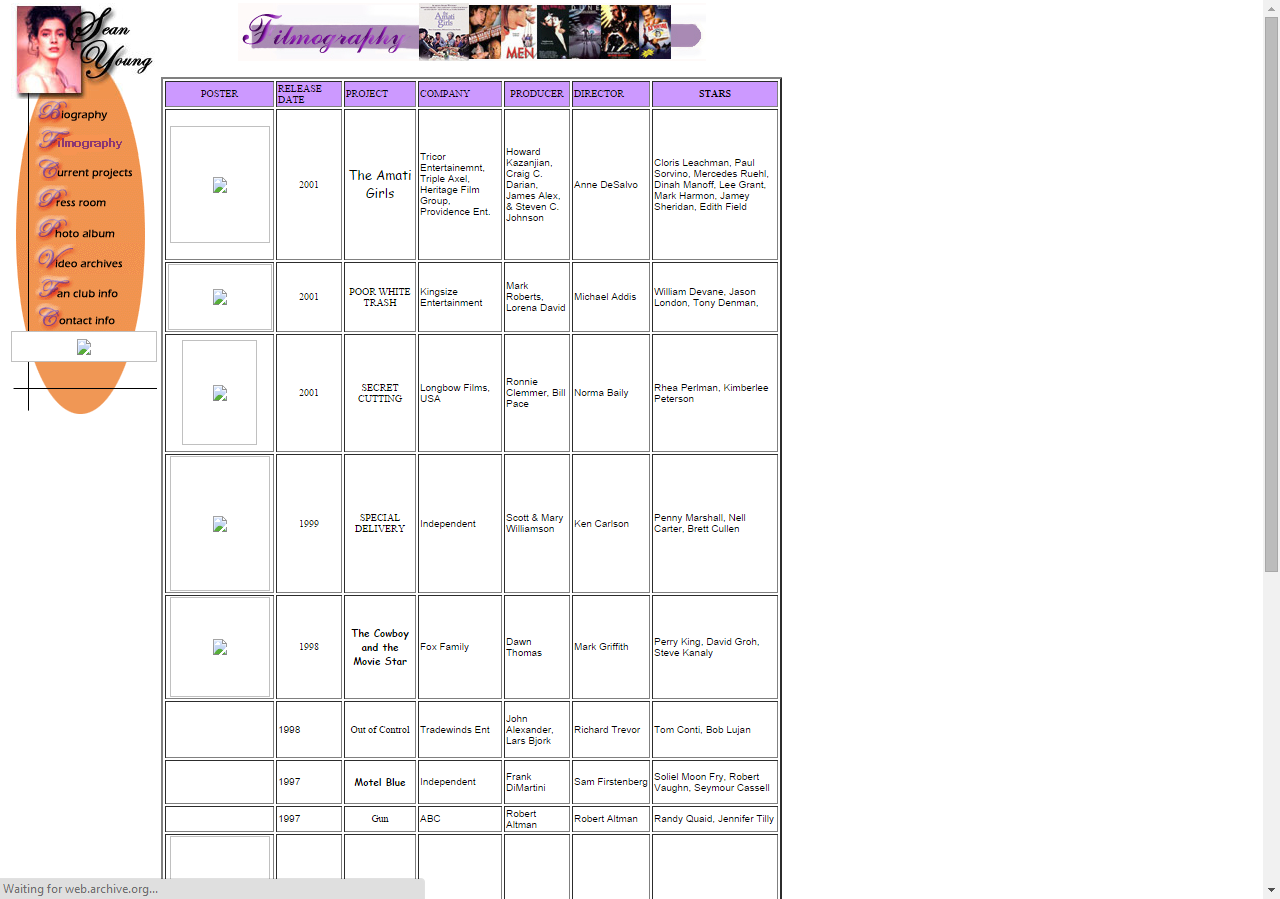 Sean
Young
Filmography
The Amati Girls
MEN
DUNE
Biography
Filmography
Current projects
Press room
Photo album
Video archives
Fan club info
Contact info
POSTER
RELEASE
DATE
PROJECT
COMPANY
PRODUCER
DIRECTOR
STARS
2001
The Amati
Girls
Tricor
Entertainemnt,
Triple Axel,
Heritage Film
Group,
Providence Ent.
Howard
Kazanjian,
Craig C.
Darian,
James Alex,
& Steven C.
Johnson
Anne DeSalvo
Cloris Leachman, Paul
Sorvino, Mercedes Ruehl,
Dinah Manoff, Lee Grant,
Mark Harmon, Jamey
Sheridan, Edith Field
2001
POOR WHITE
TRASH
Kingsize
Entertainment
Mark
Roberts,
Lorena David
Michael Addis
William Devane, Jason
London, Tony Denman,
2001
SECRET
CUTTING
Longbow Films,
USA
Ronnie
Clemmer, Bill
Pace
Norma Baily
Rhea Perlman, Kimberlee
Peterson
1999
SPECIAL
DELIVERY
Independent
Scott & Mary
Williamson
Ken Carlson
Penny Marshall, Nell
Carter, Brett Cullen
1998
The Cowboy
and the
Movie Star
Fox Family
Dawn
Thomas
Mark Griffith
Perry King, David Groh,
Steve Kanaly
1998
Out of Control
Tradewinds Ent
John
Alexander,
Lars Bjork
Richard Trevor
Tom Conti, Bob Lujan
1997
Motel Blue
Independent
Frank
DiMartini
Sam Firstenberg
Soliel Moon Fry, Robert
Vaughn, Seymour Cassell
1997
Gun
ABC
Robert
Altman
Robert Altman
Randy Quaid, Jennifer Tilly
Waiting for web.archive.org...